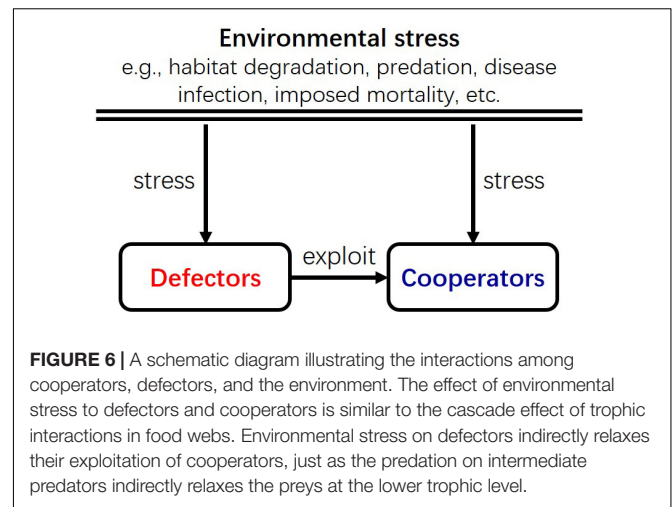 Environmental stress
e.g., habitat degradation, predation, disease
infection, imposed mortality, etc.
stress
stress
Defectors
exploit
Cooperators
FIGURE 6 | A schematic diagram illustrating the interactions among
cooperators, defectors, and the environment. The effect of environmental
stress to defectors and cooperators is similar to the cascade effect of trophic
interactions in food webs. Environmental stress on defectors indirectly relaxes
their exploitation of cooperators, just as the predation on intermediate
predators indirectly relaxes the preys at the lower trophic level.